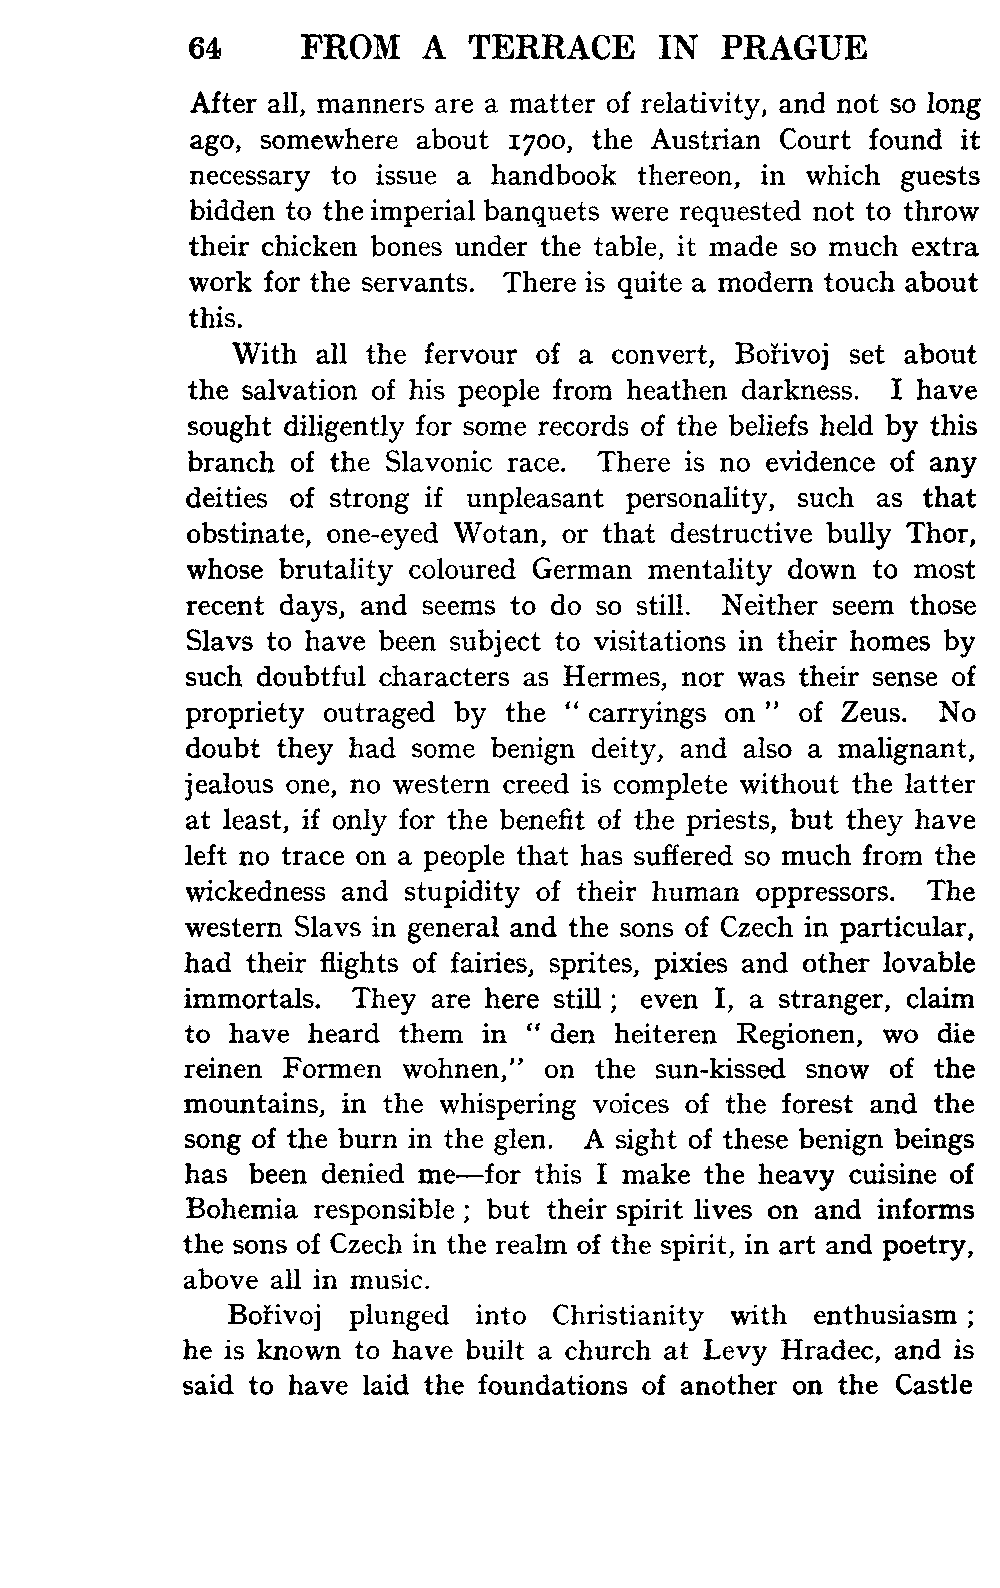 64 FROM A TERRACE IN PRAGUE
After all, manners are a matter of relativity, and not so long
ago, somewhere about 1700, the Austrian Court found it
necessary to issue a handbook thereon, in which guests
bidden to the imperial banquets were requested not to throw
their chicken bones under the table, it made so much extra
work for the servants. There is quite a modern touch about
this.
With all the fervour of a convert, Bořivoj set about
the salvation of his people from heathen darkness. I have
sought diligently for some records of the beliefs held by this
branch of the Slavonic race. There is no evidence of any
deities of strong if unpleasant personality, such as that
obstinate, one-eyed Wotan, or that destructive bully Thor,
whose brutality coloured German mentality down to most
recent days, and seems to do so still. Neither seem those
Slavs to have been subject to visitations in their homes by
such doubtful characters as Hermes, nor was their sense of
propriety outraged by the “ carryings on ” of Zeus. No
doubt they had some benign deity, and also a malignant,
jealous one, no western creed is complete without the latter
at least, if only for the benefit of the priests, but they have
left no trace on a people that has suffered so much from the
wickedness and stupidity of their human oppressors. The
western Slavs in general and the sons of Czech in particular,
had their flights of fairies, sprites, pixies and other lovable
immortals. They are here still ; even I, a stranger, claim
to have heard them in “ den heiteren Regionen, wo die
reinen Formen wohnen,” on the sun-kissed snow of the
mountains, in the whispering voices of the forest and the
song of the burn in the glen. A sight of these benign beings
has been denied me—for this I make the heavy cuisine of
Bohemia responsible ; but their spirit lives on and informs
the sons of Czech in the realm of the spirit, in art and poetry,
above all in music.
Bořivoj plunged into Christianity with enthusiasm ;
he is known to have built a church at Levy Hradec, and is
said to have laid the foundations of another on the Castle